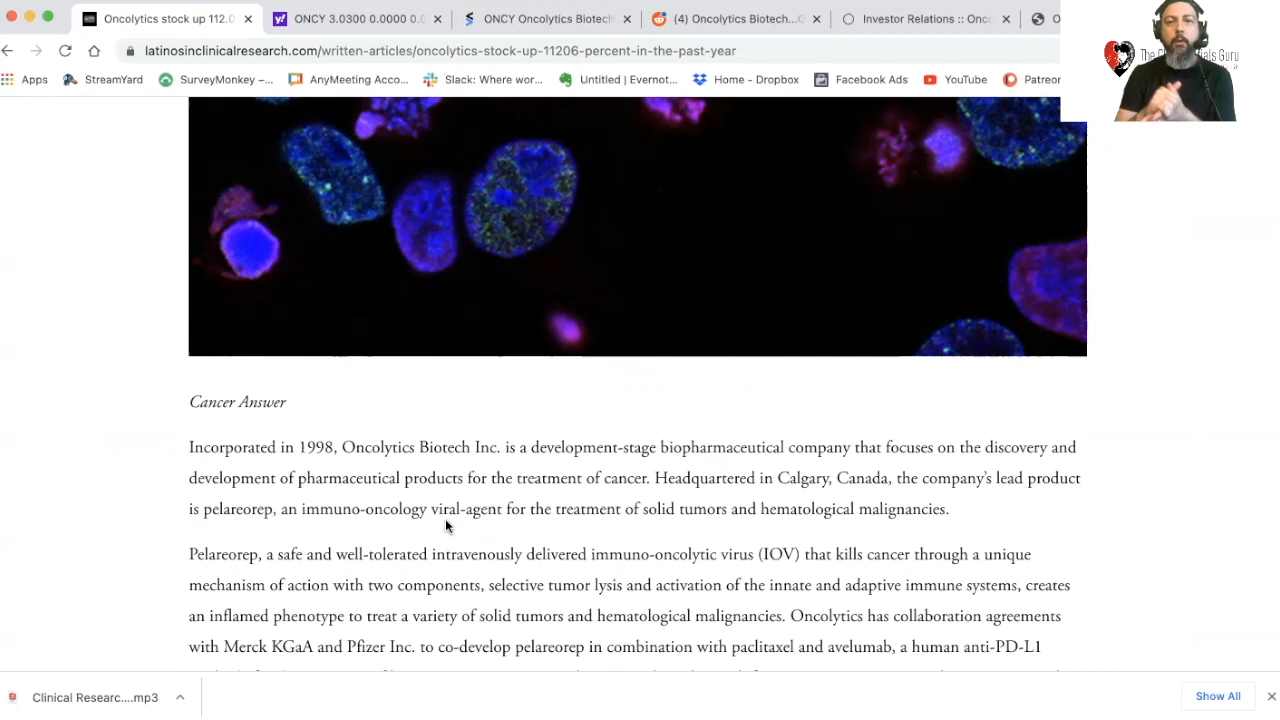 Oncolytics stock up 112.0
ONCY 3.0300 0.0000 0.0
ONCY Oncolytics Biotech
(4) Oncolytics Biotech...
Investor Relations :: Onco
O
latinosinclinicalresearch.com/written-articles/oncolytics-stock-up-11206-percent-in-the-past-year
Apps
StreamYard
SurveyMonkey –...
AnyMeeting Acco...
Slack: Where wor...
Untitled | Evernot...
Home - Dropbox
Facebook Ads
YouTube
Patreon
Cancer Answer
Incorporated in 1998, Oncolytics Biotech Inc. is a development-stage biopharmaceutical company that focuses on the discovery and
development of pharmaceutical products for the treatment of cancer. Headquartered in Calgary, Canada, the company's lead product
is pelareorep, an immuno-oncology viral-agent for the treatment of solid tumors and hematological malignancies.
Pelareorep, a safe and well-tolerated intravenously delivered immuno-oncolytic virus (IOV) that kills cancer through a unique
mechanism of action with two components, selective tumor lysis and activation of the innate and adaptive immune systems, creates
an inflamed phenotype to treat a variety of solid tumors and hematological malignancies. Oncolytics has collaboration agreements
with Merck KGaA and Pfizer Inc. to co-develop pelareorep in combination with paclitaxel and avelumab, a human anti-PD-L1
Clinical Researc....mp3
Show All